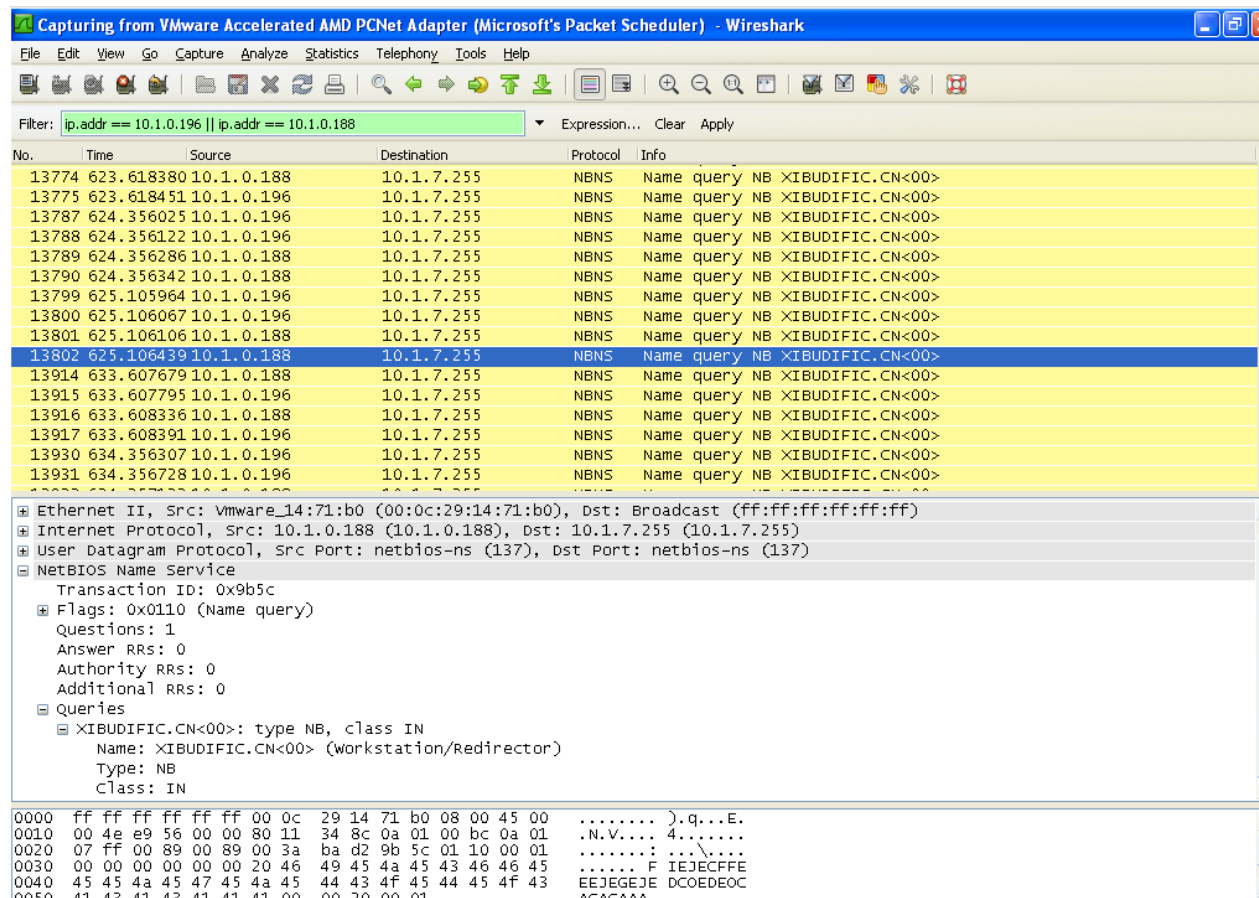 Capturing from VMware Accelerated AMD PCNet Adapter (Microsoft's Packet Scheduler) - Wireshark
File Edit View Go Capture Analyze Statistics Telephony Tools Help
Filter: ip.addr == 10.1.0.196 || ip.addr == 10.1.0.188 Expression... Clear Apply
No. Time Source Destination Protocol Info
13774 623.618380 10.1.0.188 10.1.7.255 NBNS Name query NB XIBUDIFIC.CN<00>
13775 623.618451 10.1.0.196 10.1.7.255 NBNS Name query NB XIBUDIFIC.CN<00>
13787 624.356025 10.1.0.196 10.1.7.255 NBNS Name query NB XIBUDIFIC.CN<00>
13788 624.356122 10.1.0.196 10.1.7.255 NBNS Name query NB XIBUDIFIC.CN<00>
13789 624.356286 10.1.0.188 10.1.7.255 NBNS Name query NB XIBUDIFIC.CN<00>
13790 624.356342 10.1.0.188 10.1.7.255 NBNS Name query NB XIBUDIFIC.CN<00>
13799 625.105964 10.1.0.196 10.1.7.255 NBNS Name query NB XIBUDIFIC.CN<00>
13800 625.106067 10.1.0.196 10.1.7.255 NBNS Name query NB XIBUDIFIC.CN<00>
13801 625.106106 10.1.0.188 10.1.7.255 NBNS Name query NB XIBUDIFIC.CN<00>
13802 625.106439 10.1.0.188 10.1.7.255 NBNS Name query NB XIBUDIFIC.CN<00>
13914 633.607679 10.1.0.188 10.1.7.255 NBNS Name query NB XIBUDIFIC.CN<00>
13915 633.607795 10.1.0.196 10.1.7.255 NBNS Name query NB XIBUDIFIC.CN<00>
13916 633.608336 10.1.0.188 10.1.7.255 NBNS Name query NB XIBUDIFIC.CN<00>
13917 633.608391 10.1.0.196 10.1.7.255 NBNS Name query NB XIBUDIFIC.CN<00>
13930 634.356307 10.1.0.196 10.1.7.255 NBNS Name query NB XIBUDIFIC.CN<00>
13931 634.356728 10.1.0.196 10.1.7.255 NBNS Name query NB XIBUDIFIC.CN<00>
Ethernet II, Src: Vmware_14:71:b0 (00:0c:29:14:71:b0), Dst: Broadcast (ff:ff:ff:ff:ff:ff)
Internet Protocol, Src: 10.1.0.188 (10.1.0.188), Dst: 10.1.7.255 (10.1.7.255)
User Datagram Protocol, Src Port: netbios-ns (137), Dst Port: netbios-ns (137)
NetBIOS Name Service
Transaction ID: 0x9b5c
Flags: 0x0110 (Name query)
Questions: 1
Answer RRs: 0
Authority RRs: 0
Additional RRs: 0
Queries
XIBUDIFIC.CN<00>: type NB, class IN
Name: XIBUDIFIC.CN<00> (Workstation/Redirector)
Type: NB
Class: IN
0000 ff ff ff ff ff ff 00 0c 29 14 71 b0 08 00 45 00 ........ ).q...E.
0010 00 4e e9 56 00 00 80 11 34 8c 0a 01 00 bc 0a 01 .N.V.... 4.......
0020 07 ff 00 89 00 89 00 3a ba d2 9b 5c 01 10 00 01 .......: ...\....
0030 00 00 00 00 00 00 20 46 49 45 4a 45 43 46 46 45 ...... F IEJECFFE
0040 45 45 4a 45 47 45 4a 45 44 43 4f 45 44 45 4f 43 EEJEGEJE DCOEDEOC
0050 41 43 41 43 41 41 41 00 00 20 00 01 ACACAAA.